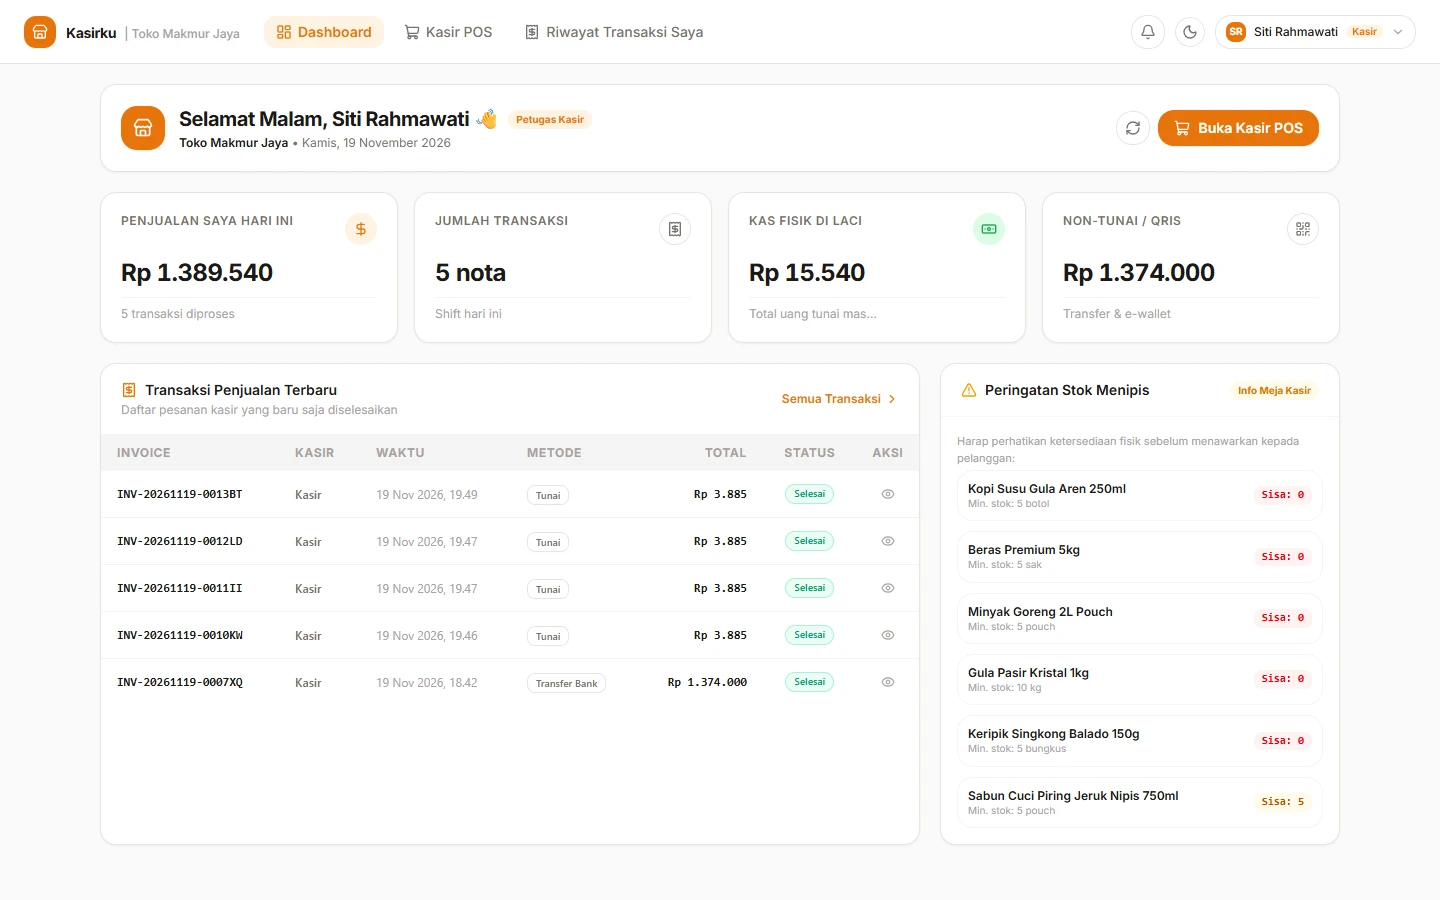 Kasirku | Toko Makmur Jaya
Dashboard
Kasir POS
Riwayat Transaksi Saya
SR Siti Rahmawati Kasir
Selamat Malam, Siti Rahmawati 👋 Petugas Kasir
Toko Makmur Jaya • Kamis, 19 November 2026
Buka Kasir POS
PENJUALAN SAYA HARI INI
Rp 1.389.540
5 transaksi diproses
JUMLAH TRANSAKSI
5 nota
Shift hari ini
KAS FISIK DI LACI
Rp 15.540
Total uang tunai mas...
NON-TUNAI / QRIS
Rp 1.374.000
Transfer & e-wallet
Transaksi Penjualan Terbaru
Daftar pesanan kasir yang baru saja diselesaikan
Semua Transaksi
INVOICE KASIR WAKTU METODE TOTAL STATUS AKSI
INV-20261119-0013BT Kasir 19 Nov 2026, 19.49 Tunai Rp 3.885 Selesai
INV-20261119-0012LD Kasir 19 Nov 2026, 19.47 Tunai Rp 3.885 Selesai
INV-20261119-0011II Kasir 19 Nov 2026, 19.47 Tunai Rp 3.885 Selesai
INV-20261119-0010KW Kasir 19 Nov 2026, 19.46 Tunai Rp 3.885 Selesai
INV-20261119-0007XQ Kasir 19 Nov 2026, 18.42 Transfer Bank Rp 1.374.000 Selesai
Peringatan Stok Menipis Info Meja Kasir
Harap perhatikan ketersediaan fisik sebelum menawarkan kepada
pelanggan:
Kopi Susu Gula Aren 250ml Sisa: 0
Min. stok: 5 botol
Beras Premium 5kg Sisa: 0
Min. stok: 5 sak
Minyak Goreng 2L Pouch Sisa: 0
Min. stok: 5 pouch
Gula Pasir Kristal 1kg Sisa: 0
Min. stok: 10 kg
Keripik Singkong Balado 150g Sisa: 0
Min. stok: 5 bungkus
Sabun Cuci Piring Jeruk Nipis 750ml Sisa: 5
Min. stok: 5 pouch